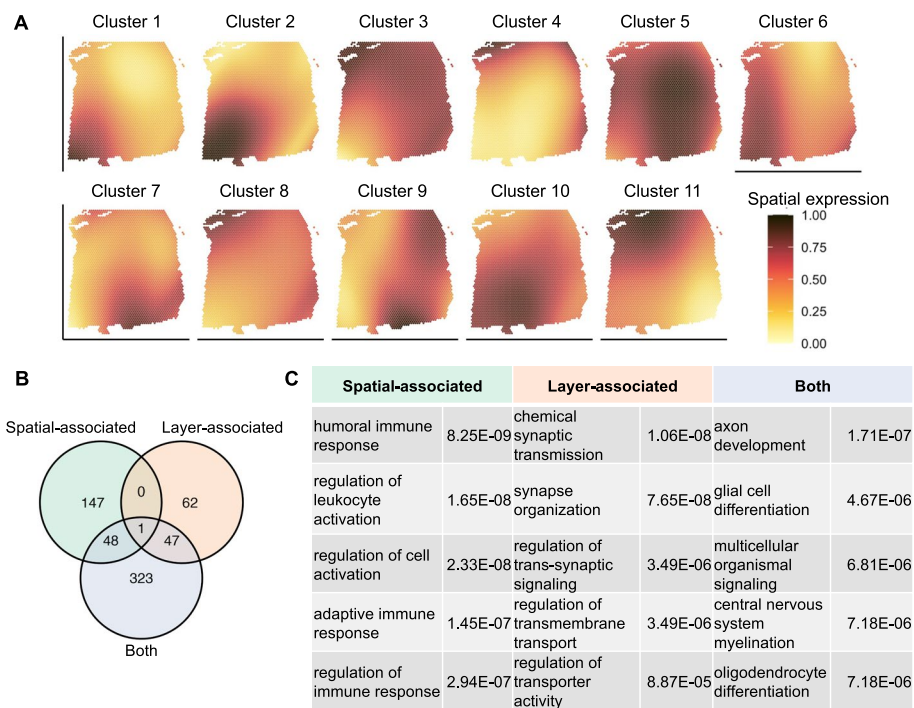 A
Cluster 1
Cluster 2
Cluster 3
Cluster 4
Cluster 5
Cluster 6
Cluster 7
Cluster 8
Cluster 9
Cluster 10
Cluster 11
Spatial expression
1.00
0.75
0.50
0.25
0.00
B
Spatial-associated
Layer-associated
147
0
62
1
48
47
323
Both
C
Spatial-associated
Layer-associated
Both
humoral immune
response
8.25E-09
chemical
synaptic
transmission
1.06E-08
axon
development
1.71E-07
regulation of
leukocyte
activation
1.65E-08
synapse
organization
7.65E-08
glial cell
differentiation
4.67E-06
regulation of cell
activation
2.33E-08
regulation of
trans-synaptic
signaling
3.49E-06
multicellular
organismal
signaling
6.81E-06
adaptive immune
response
1.45E-07
regulation of
transmembrane
transport
3.49E-06
central nervous
system
myelination
7.18E-06
regulation of
immune response
2.94E-07
regulation of
transporter
activity
8.87E-05
oligodendrocyte
differentiation
7.18E-06